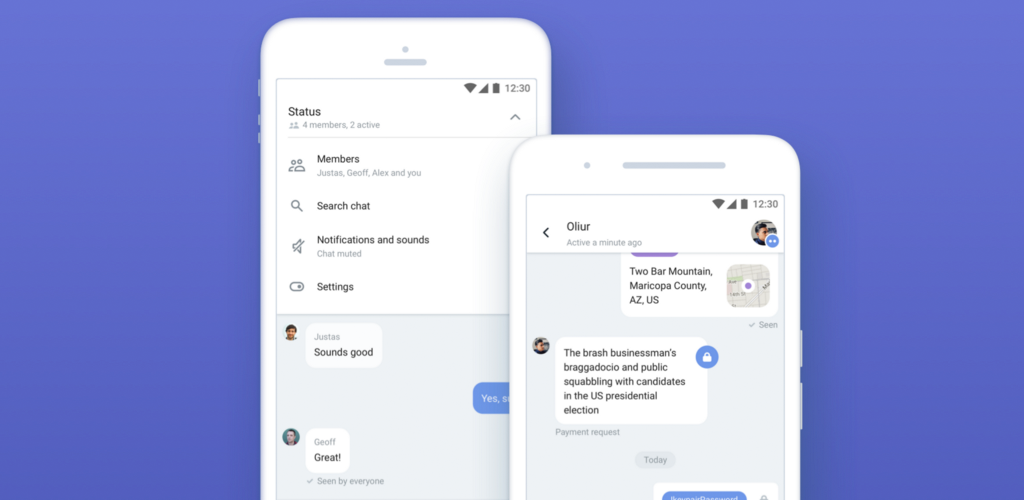 12:30
Status
4 members, 2 active
Members
Justas, Geoff, Alex and you
Search chat
Notifications and sounds
Chat muted
Settings
Justas
Sounds good
Yes,
Geoff
Great!
Seen by everyone
12:30
Oliur
Active a minute ago
Two Bar Mountain,
Maricopa County,
AZ, US
Seen
The brash businessman's
braggadocio and public
squabbling with candidates
in the US presidential
election
Payment request
Today